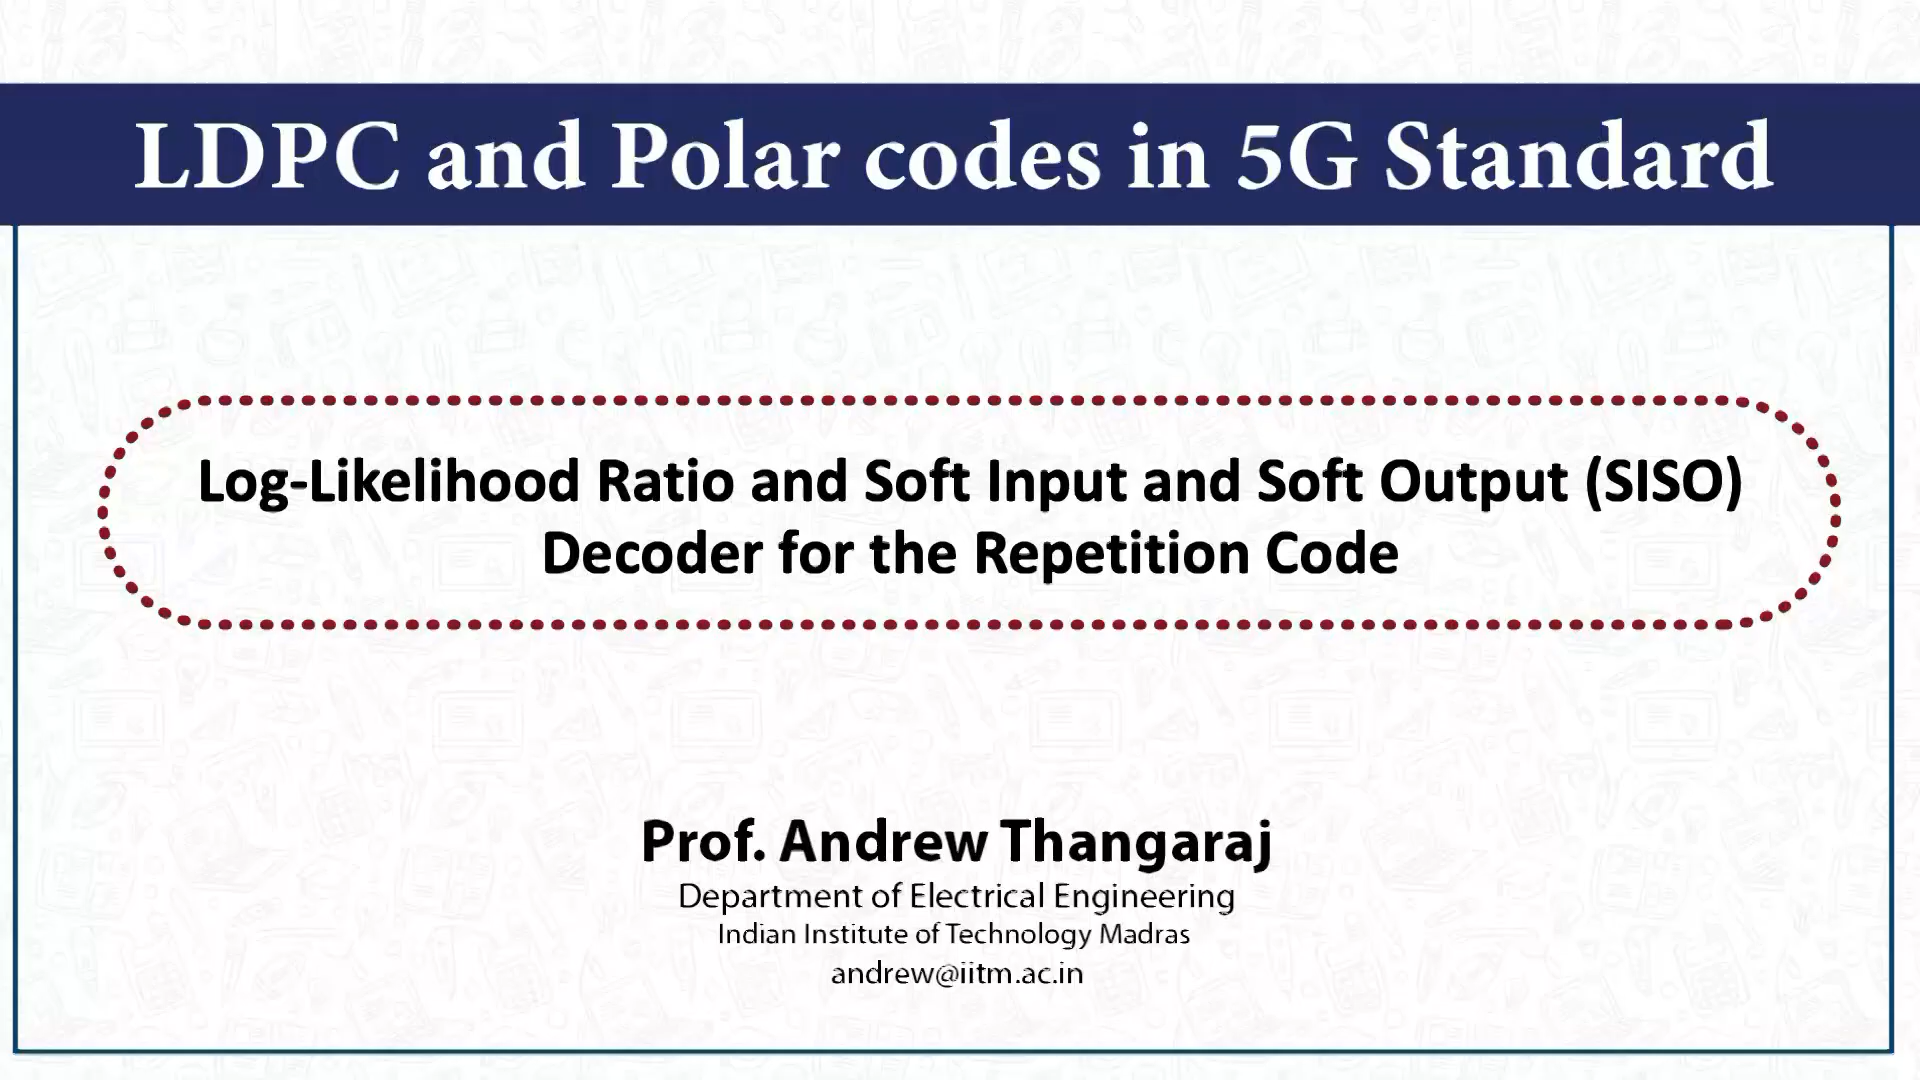 LDPC and Polar codes in 5G Standard
Log-Likelihood Ratio and Soft Input and Soft Output (SISO)
Decoder for the Repetition Code
Prof. Andrew Thangaraj
Department of Electrical Engineering
Indian Institute of Technology Madras
andrew@iitm.ac.in